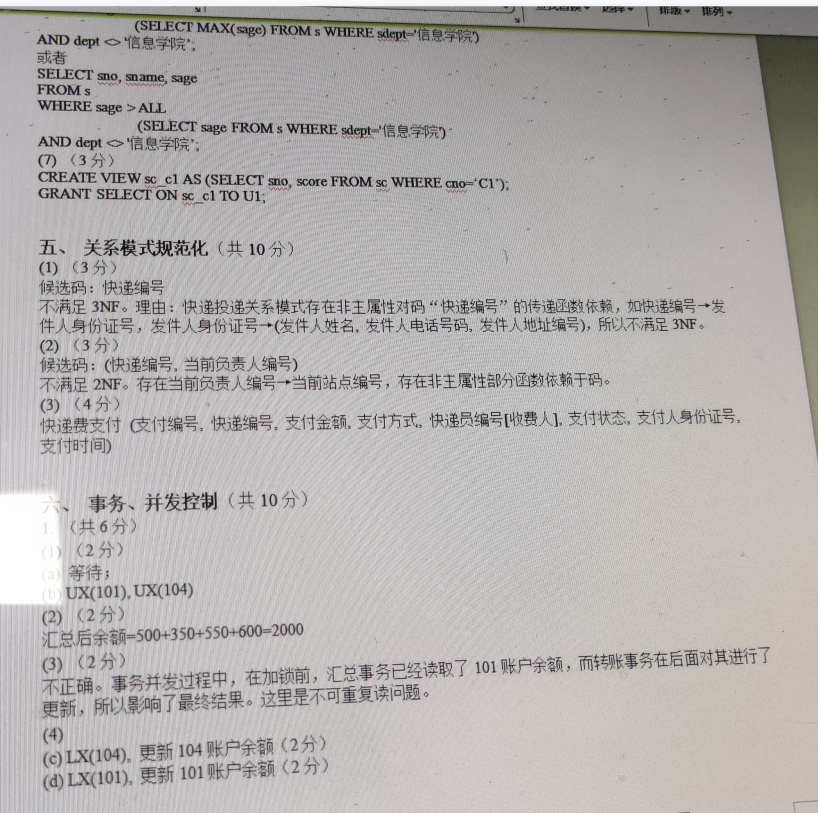 排版 排列
(SELECT MAX(sage) FROM s WHERE sdept='信息学院')
AND dept <> '信息学院';
或者
SELECT sno, sname, sage
FROM s
WHERE sage > ALL
(SELECT sage FROM s WHERE sdept='信息学院')
AND dept <> '信息学院';
(7) （3 分）
CREATE VIEW sc_c1 AS (SELECT sno, score FROM sc WHERE cno='C1');
GRANT SELECT ON sc_c1 TO U1;
五、 关系模式规范化（共 10 分）
(1) （3 分）
候选码：快递编号
不满足 3NF。理由：快递投递关系模式存在非主属性对码“快递编号”的传递函数依赖，如快递编号→发
件人身份证号，发件人身份证号→(发件人姓名, 发件人电话号码, 发件人地址编号)，所以不满足 3NF。
(2) （3 分）
候选码：(快递编号, 当前负责人编号)
不满足 2NF。存在当前负责人编号→当前站点编号，存在非主属性部分函数依赖于码。
(3) （4 分）
快递费支付 (支付编号, 快递编号, 支付金额, 支付方式, 快递员编号[收费人], 支付状态, 支付人身份证号,
支付时间)
六、 事务、并发控制（共 10 分）
1. （共 6 分）
(1) （2 分）
(a) 等待；
(b) UX(101), UX(104)
(2) （2 分）
汇总后余额=500+350+550+600=2000
(3) （2 分）
不正确。事务并发过程中，在加锁前，汇总事务已经读取了 101 账户余额，而转账事务在后面对其进行了
更新，所以影响了最终结果。这里是不可重复读问题。
(4)
(c) LX(104), 更新 104 账户余额（2 分）
(d) LX(101), 更新 101 账户余额（2 分）